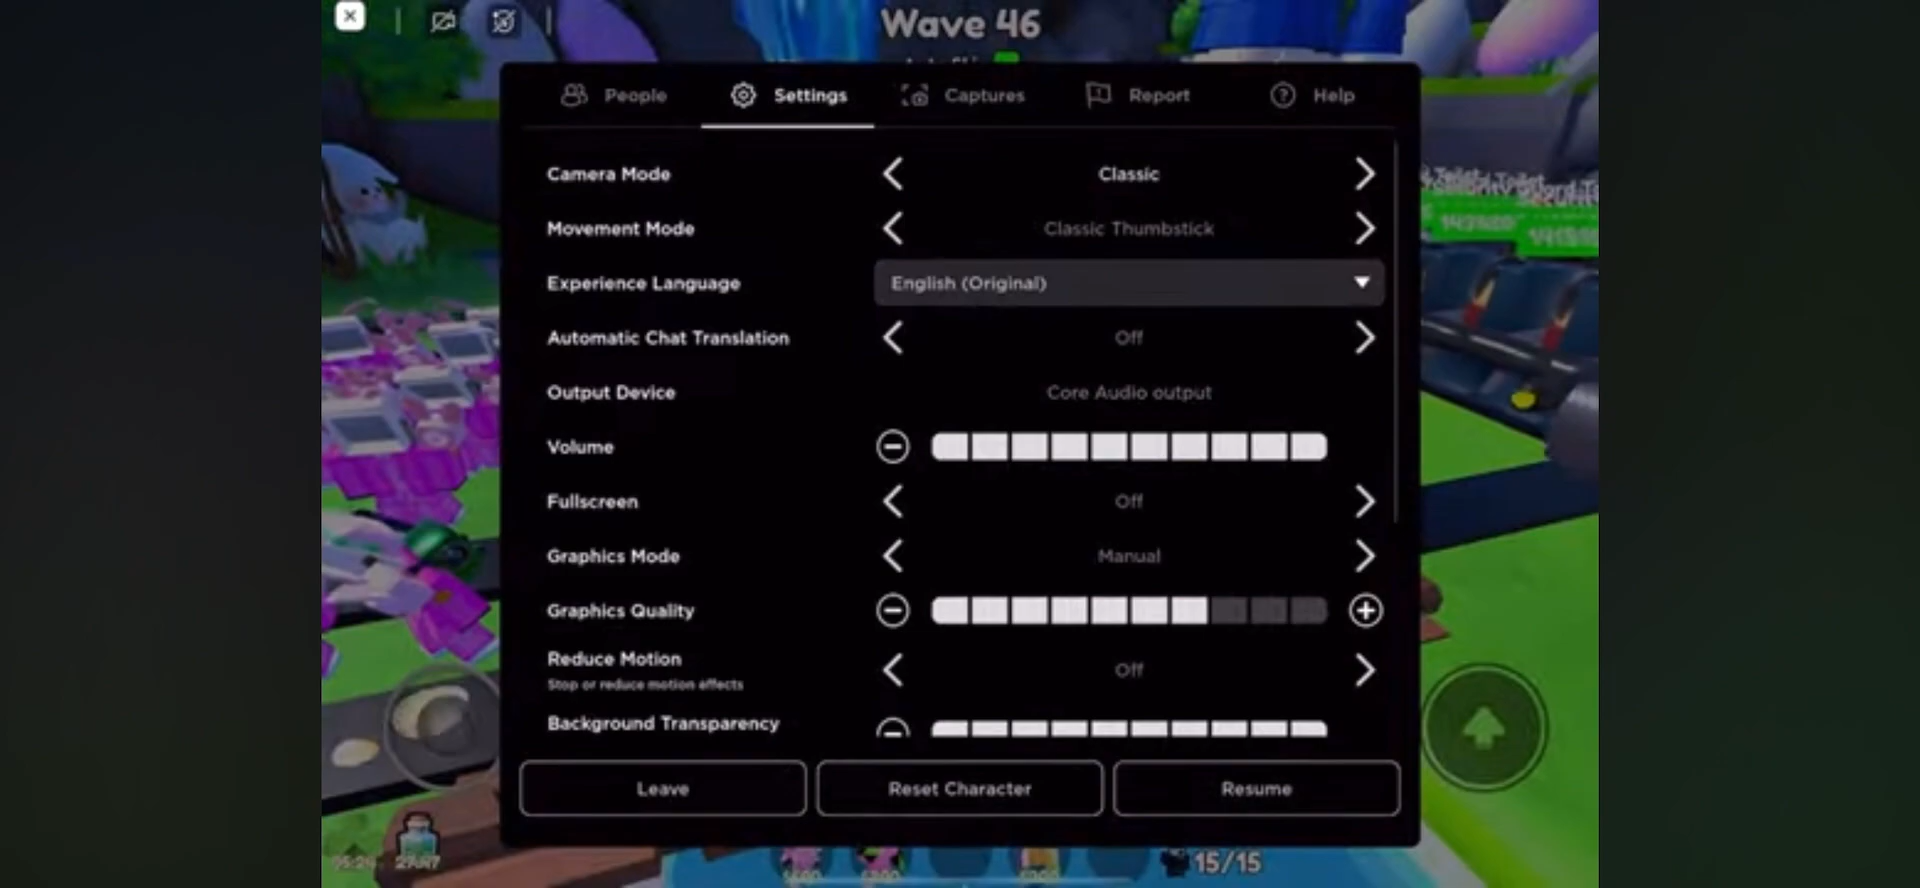 Wave 46
People
Settings
Captures
Report
Help
Camera Mode
Classic
Movement Mode
Classic Thumbstick
Experience Language
English (Original)
Automatic Chat Translation
Off
Output Device
Core Audio output
Volume
Fullscreen
Off
Graphics Mode
Manual
Graphics Quality
Reduce Motion
Off
Stop or reduce motion effects
Background Transparency
Leave
Reset Character
Resume
15/15